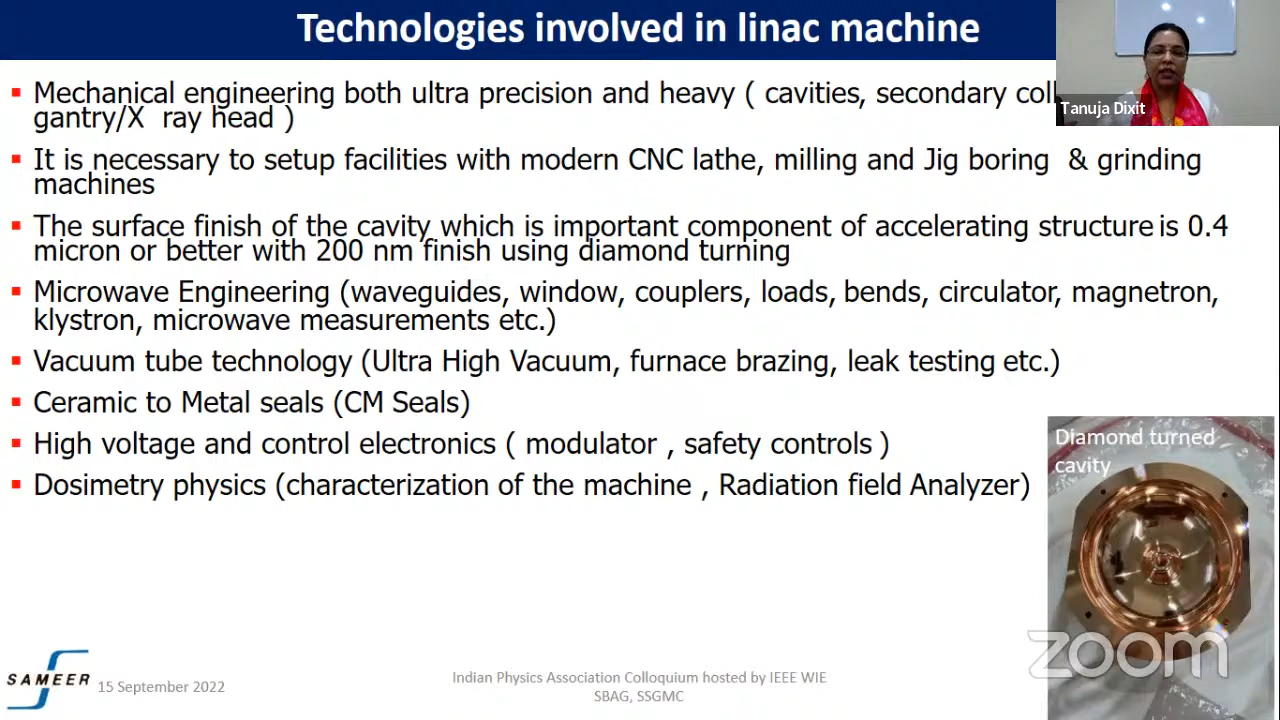 Technologies involved in linac machine
Tanuja Dixit
▪ Mechanical engineering both ultra precision and heavy ( cavities, secondary
gantry/X ray head )
▪ It is necessary to setup facilities with modern CNC lathe, milling and Jig boring & grinding
machines
▪ The surface finish of the cavity which is important component of accelerating structure is 0.4
micron or better with 200 nm finish using diamond turning
▪ Microwave Engineering (waveguides, window, couplers, loads, bends, circulator, magnetron,
klystron, microwave measurements etc.)
▪ Vacuum tube technology (Ultra High Vacuum, furnace brazing, leak testing etc.)
▪ Ceramic to Metal seals (CM Seals)
▪ High voltage and control electronics ( modulator , safety controls )
▪ Dosimetry physics (characterization of the machine , Radiation field Analyzer)
Diamond turned
cavity
zoom
SAMEER
15 September 2022
Indian Physics Association Colloquium hosted by IEEE WIE
SBAG, SSGMC